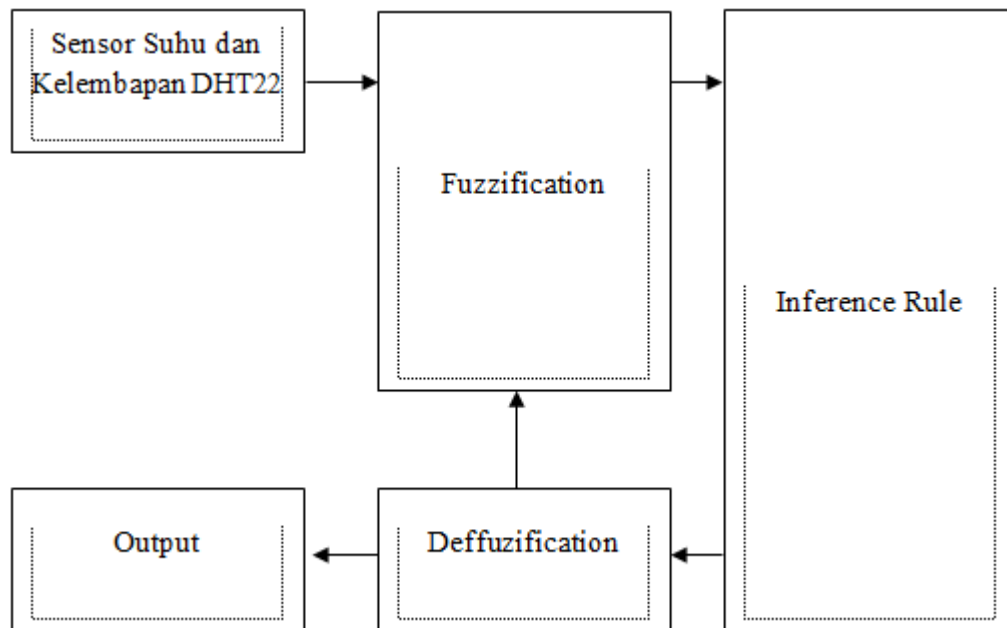 Sensor Suhu dan
Kelembapan DHT22
Fuzzification
Inference Rule
Output
Deffuzification